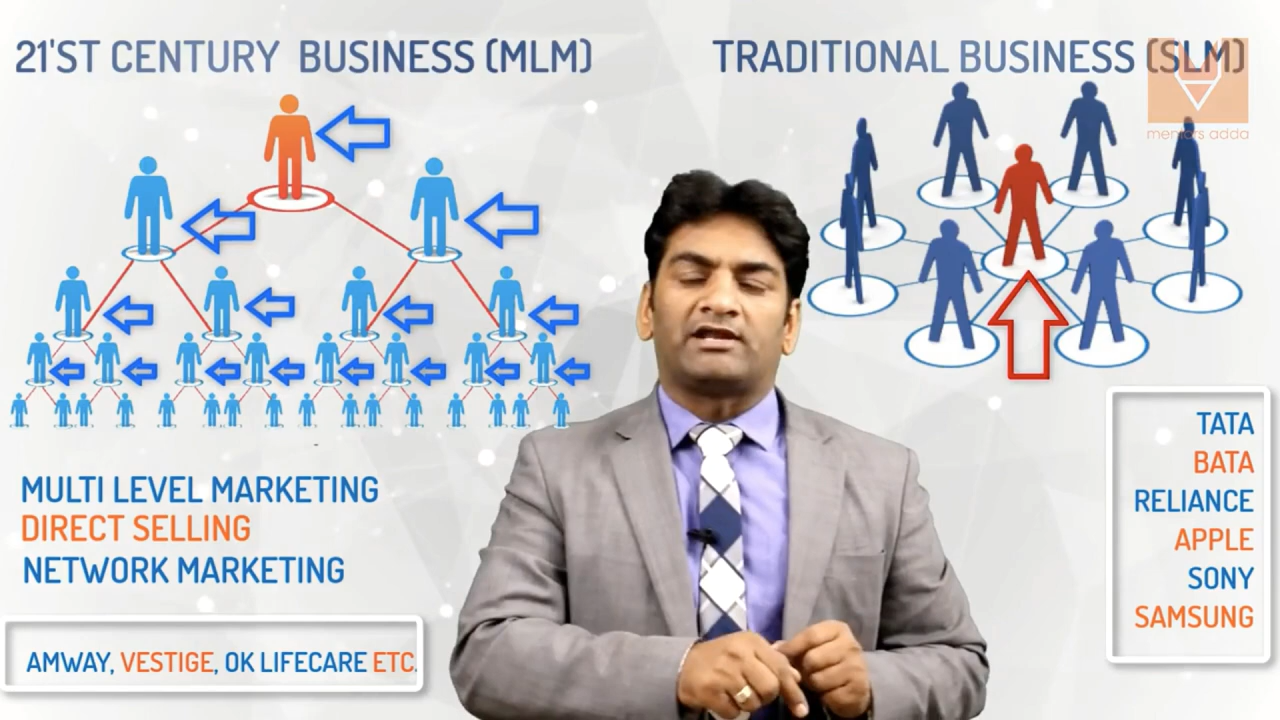 21'ST CENTURY BUSINESS (MLM)
TRADITIONAL BUSINESS (SLM)
mentors adda
MULTI LEVEL MARKETING
DIRECT SELLING
NETWORK MARKETING
AMWAY, VESTIGE, OK LIFECARE ETC.
TATA
BATA
RELIANCE
APPLE
SONY
SAMSUNG